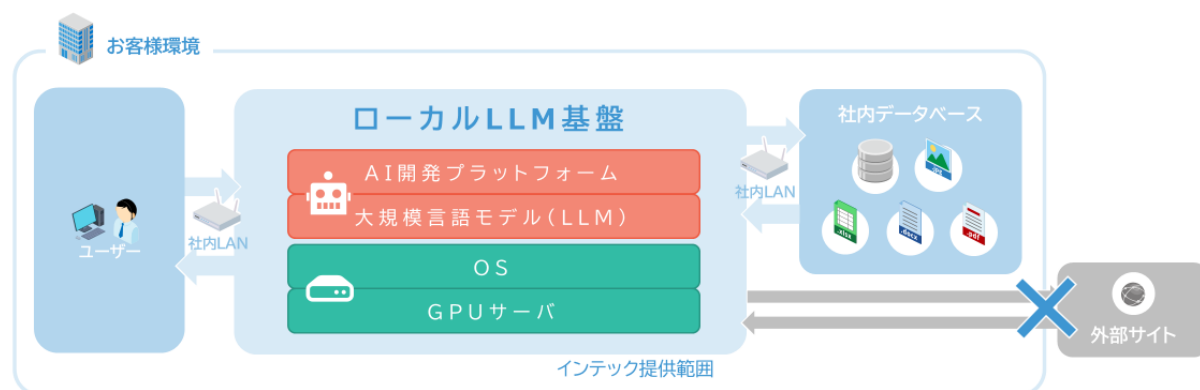 お客様環境
ローカルLLM基盤
AI開発プラットフォーム
大規模言語モデル(LLM)
OS
GPUサーバ
インテック提供範囲
ユーザー
社内LAN
社内LAN
社内データベース
.xlsx
.docx
.pdf
外部サイト